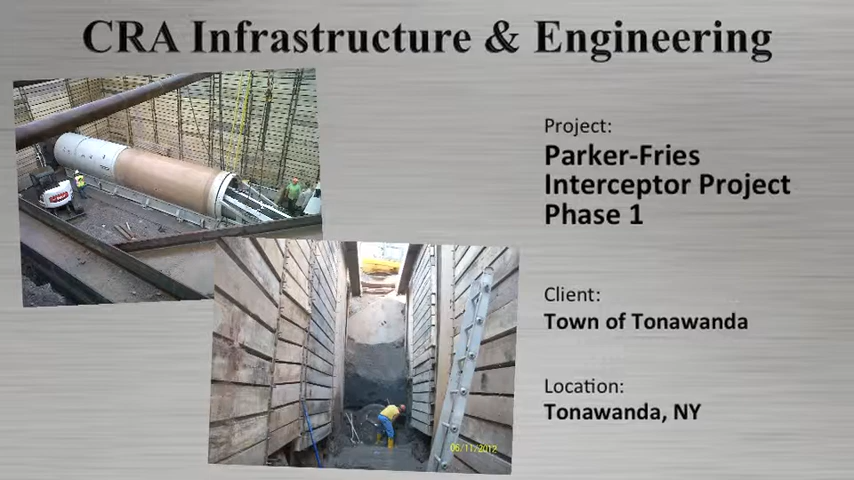 CRA Infrastructure & Engineering
Project:
Parker-Fries
Interceptor Project
Phase 1
Client:
Town of Tonawanda
Location:
Tonawanda, NY
06/11/2012